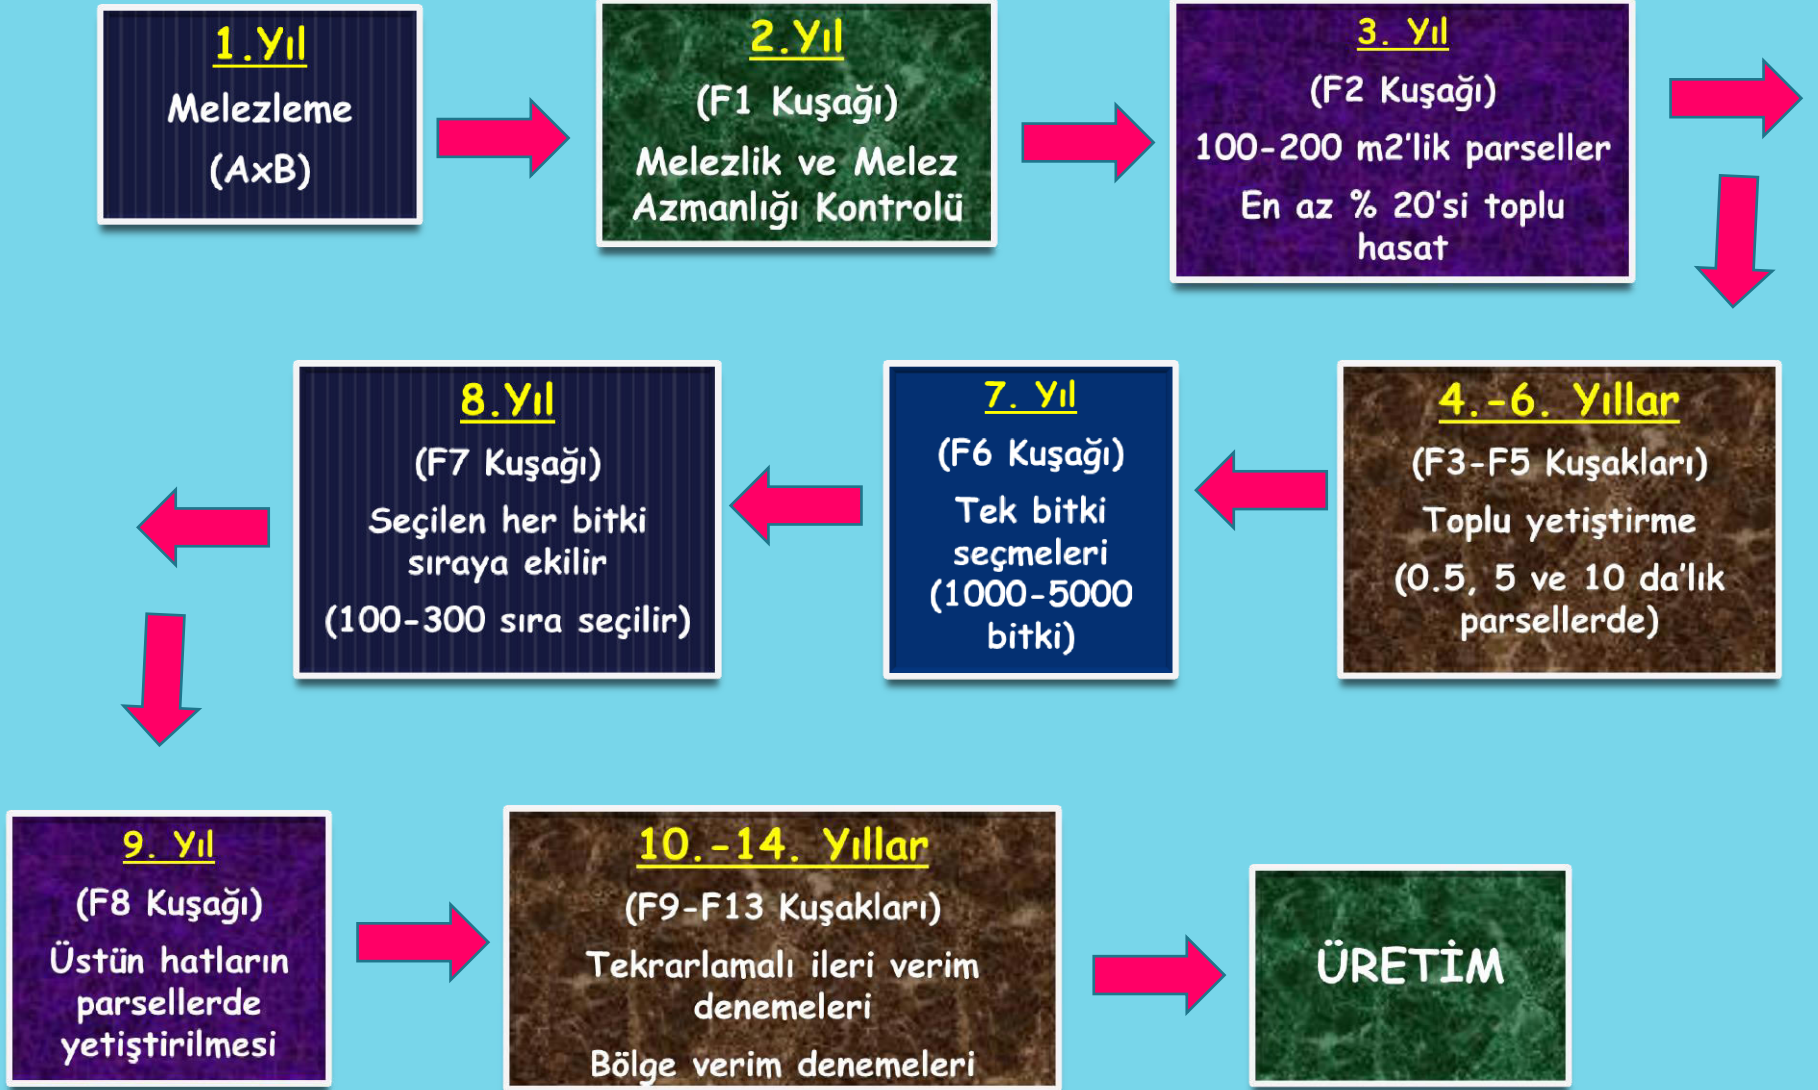 1.Yıl
Melezleme
(AxB)
2.Yıl
(F1 Kuşağı)
Melezlik ve Melez
Azmanlığı Kontrolü
3. Yıl
(F2 Kuşağı)
100-200 m2'lik parseller
En az % 20'si toplu
hasat
4.-6. Yıllar
(F3-F5 Kuşakları)
Toplu yetiştirme
(0.5, 5 ve 10 da'lık
parsellerde)
7. Yıl
(F6 Kuşağı)
Tek bitki
seçmeleri
(1000-5000
bitki)
8.Yıl
(F7 Kuşağı)
Seçilen her bitki
sıraya ekilir
(100-300 sıra seçilir)
9. Yıl
(F8 Kuşağı)
Üstün hatların
parsellerde
yetiştirilmesi
10.-14. Yıllar
(F9-F13 Kuşakları)
Tekrarlamalı ileri verim
denemeleri
Bölge verim denemeleri
ÜRETİM